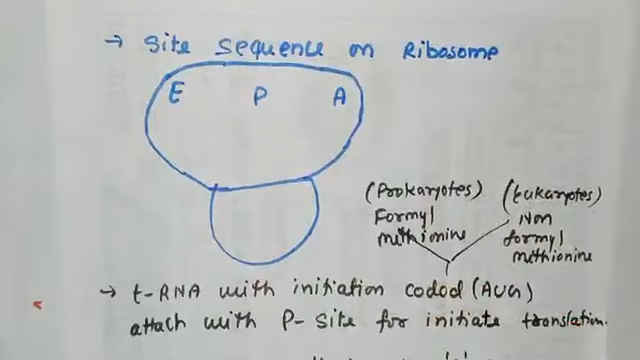 → Site sequence on Ribosome
E P A
(Prokaryotes) (Eukaryotes)
Formyl Non
methionine formyl
methionine
→ t-RNA with initiation codod (AUG)
attach with P-Site for initiate translation.